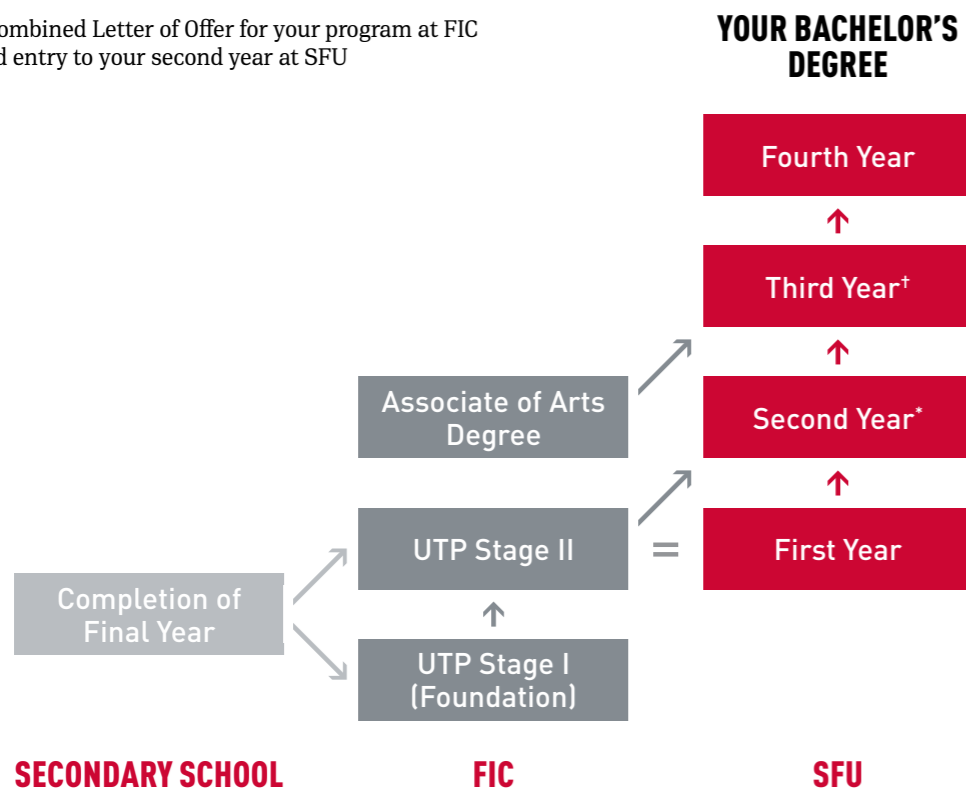 ombined Letter of Offer for your program at FIC
d entry to your second year at SFU
YOUR BACHELOR'S
DEGREE
Fourth Year
Third Year†
Associate of Arts
Degree
Second Year*
UTP Stage II
=
First Year
Completion of
Final Year
UTP Stage I
(Foundation)
SECONDARY SCHOOL
FIC
SFU